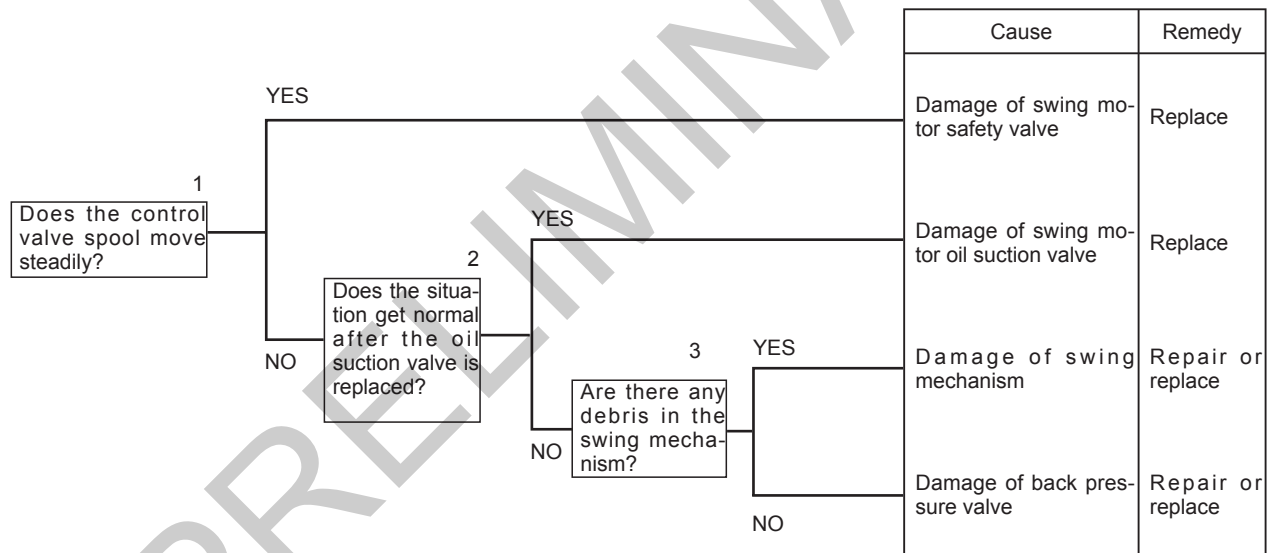 Cause Remedy
YES
Damage of swing mo-
tor safety valve
Replace
1
Does the control
valve spool move
steadily?
YES
Damage of swing mo-
tor oil suction valve
Replace
2
Does the situa-
tion get normal
after the oil
suction valve is
replaced?
NO
3
YES
Damage of swing
mechanism
Repair or
replace
Are there any
debris in the
swing mecha-
nism?
NO
Damage of back pres-
sure valve
Repair or
replace
NO
PRELIMINA